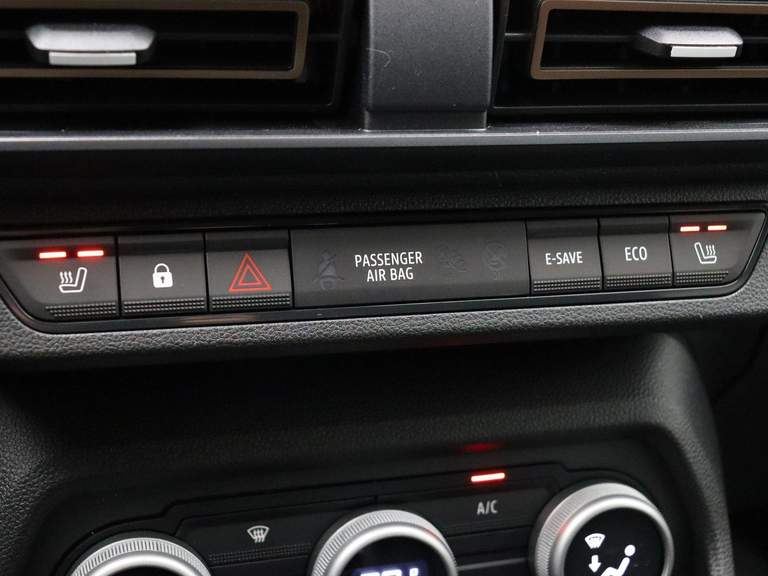 PASSENGER
AIR BAG
E-SAVE
ECO
A/C